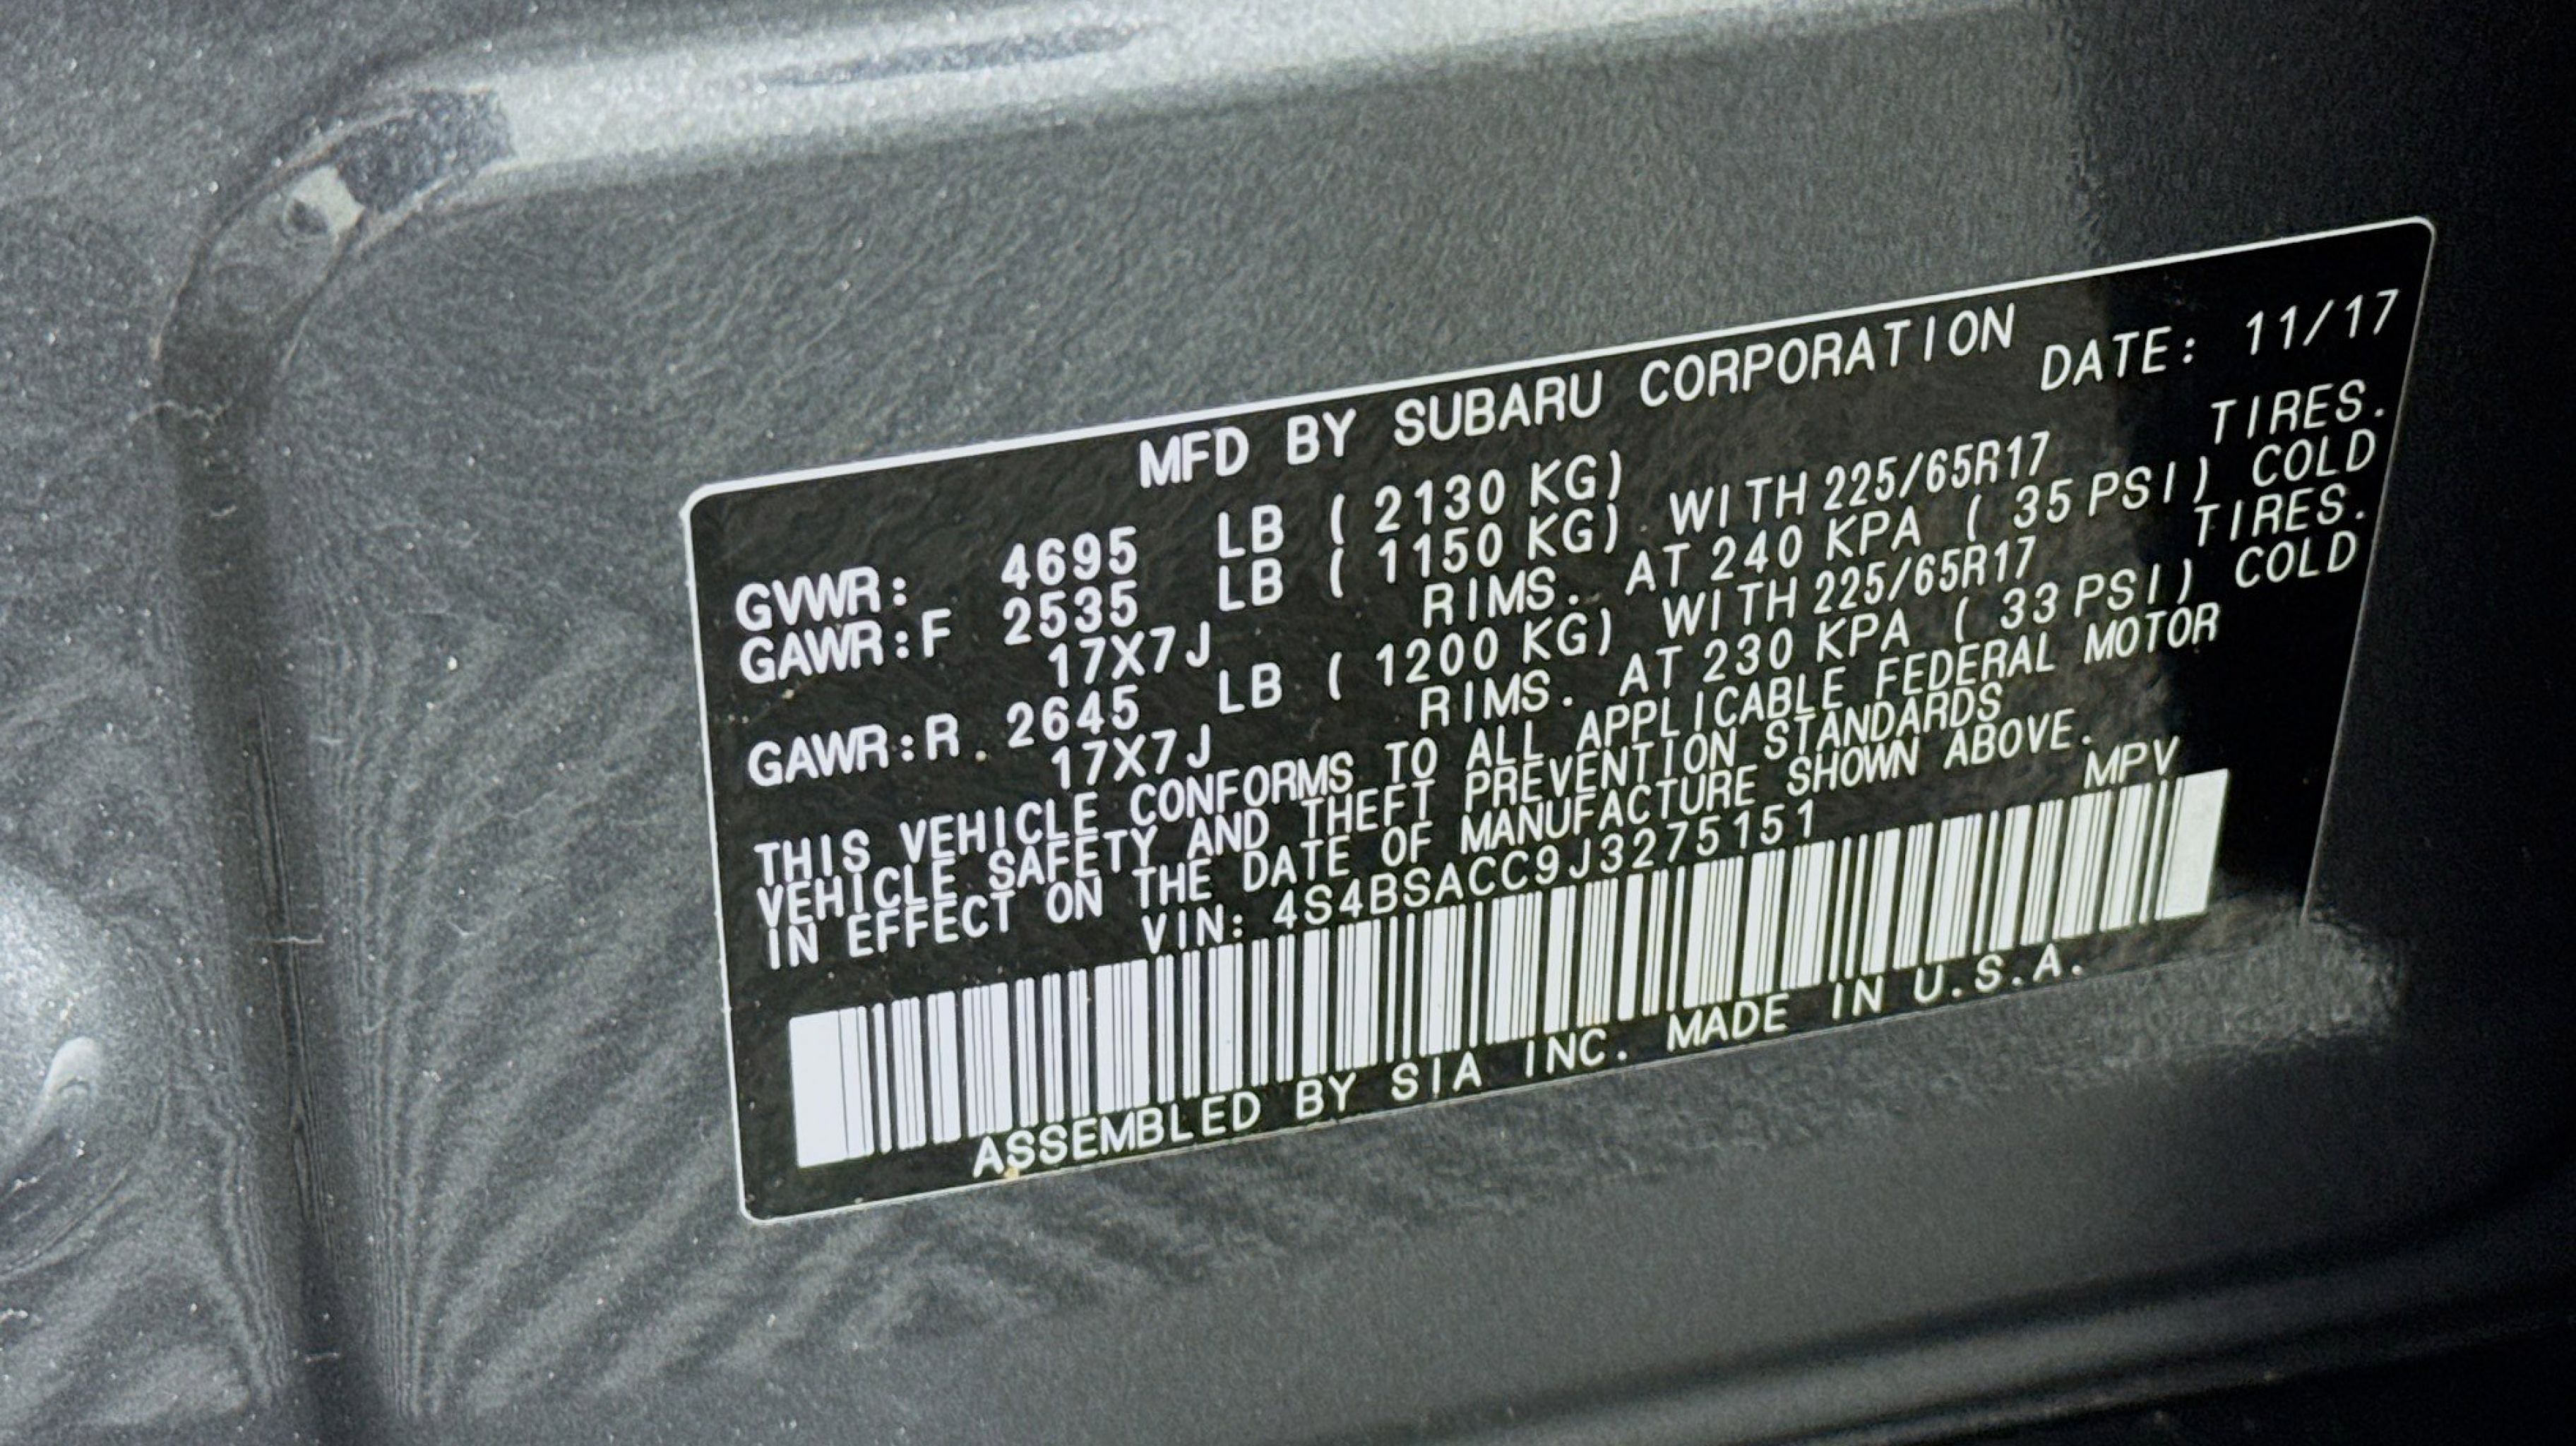 MFD BY SUBARU CORPORATION
DATE: 11/17
GVWR: 4695 LB ( 2130 KG)
GAWR:F 2535 LB ( 1150 KG) WITH 225/65R17 TIRES.
17X7J RIMS. AT 240 KPA ( 35 PSI) COLD
GAWR:R 2645 LB ( 1200 KG) WITH 225/65R17 TIRES.
17X7J RIMS. AT 230 KPA ( 33 PSI) COLD
THIS VEHICLE CONFORMS TO ALL APPLICABLE FEDERAL MOTOR
VEHICLE SAFETY AND THEFT PREVENTION STANDARDS
IN EFFECT ON THE DATE OF MANUFACTURE SHOWN ABOVE.
VIN: 4S4BSACC9J3275151 MPV
ASSEMBLED BY SIA INC. MADE IN U.S.A.